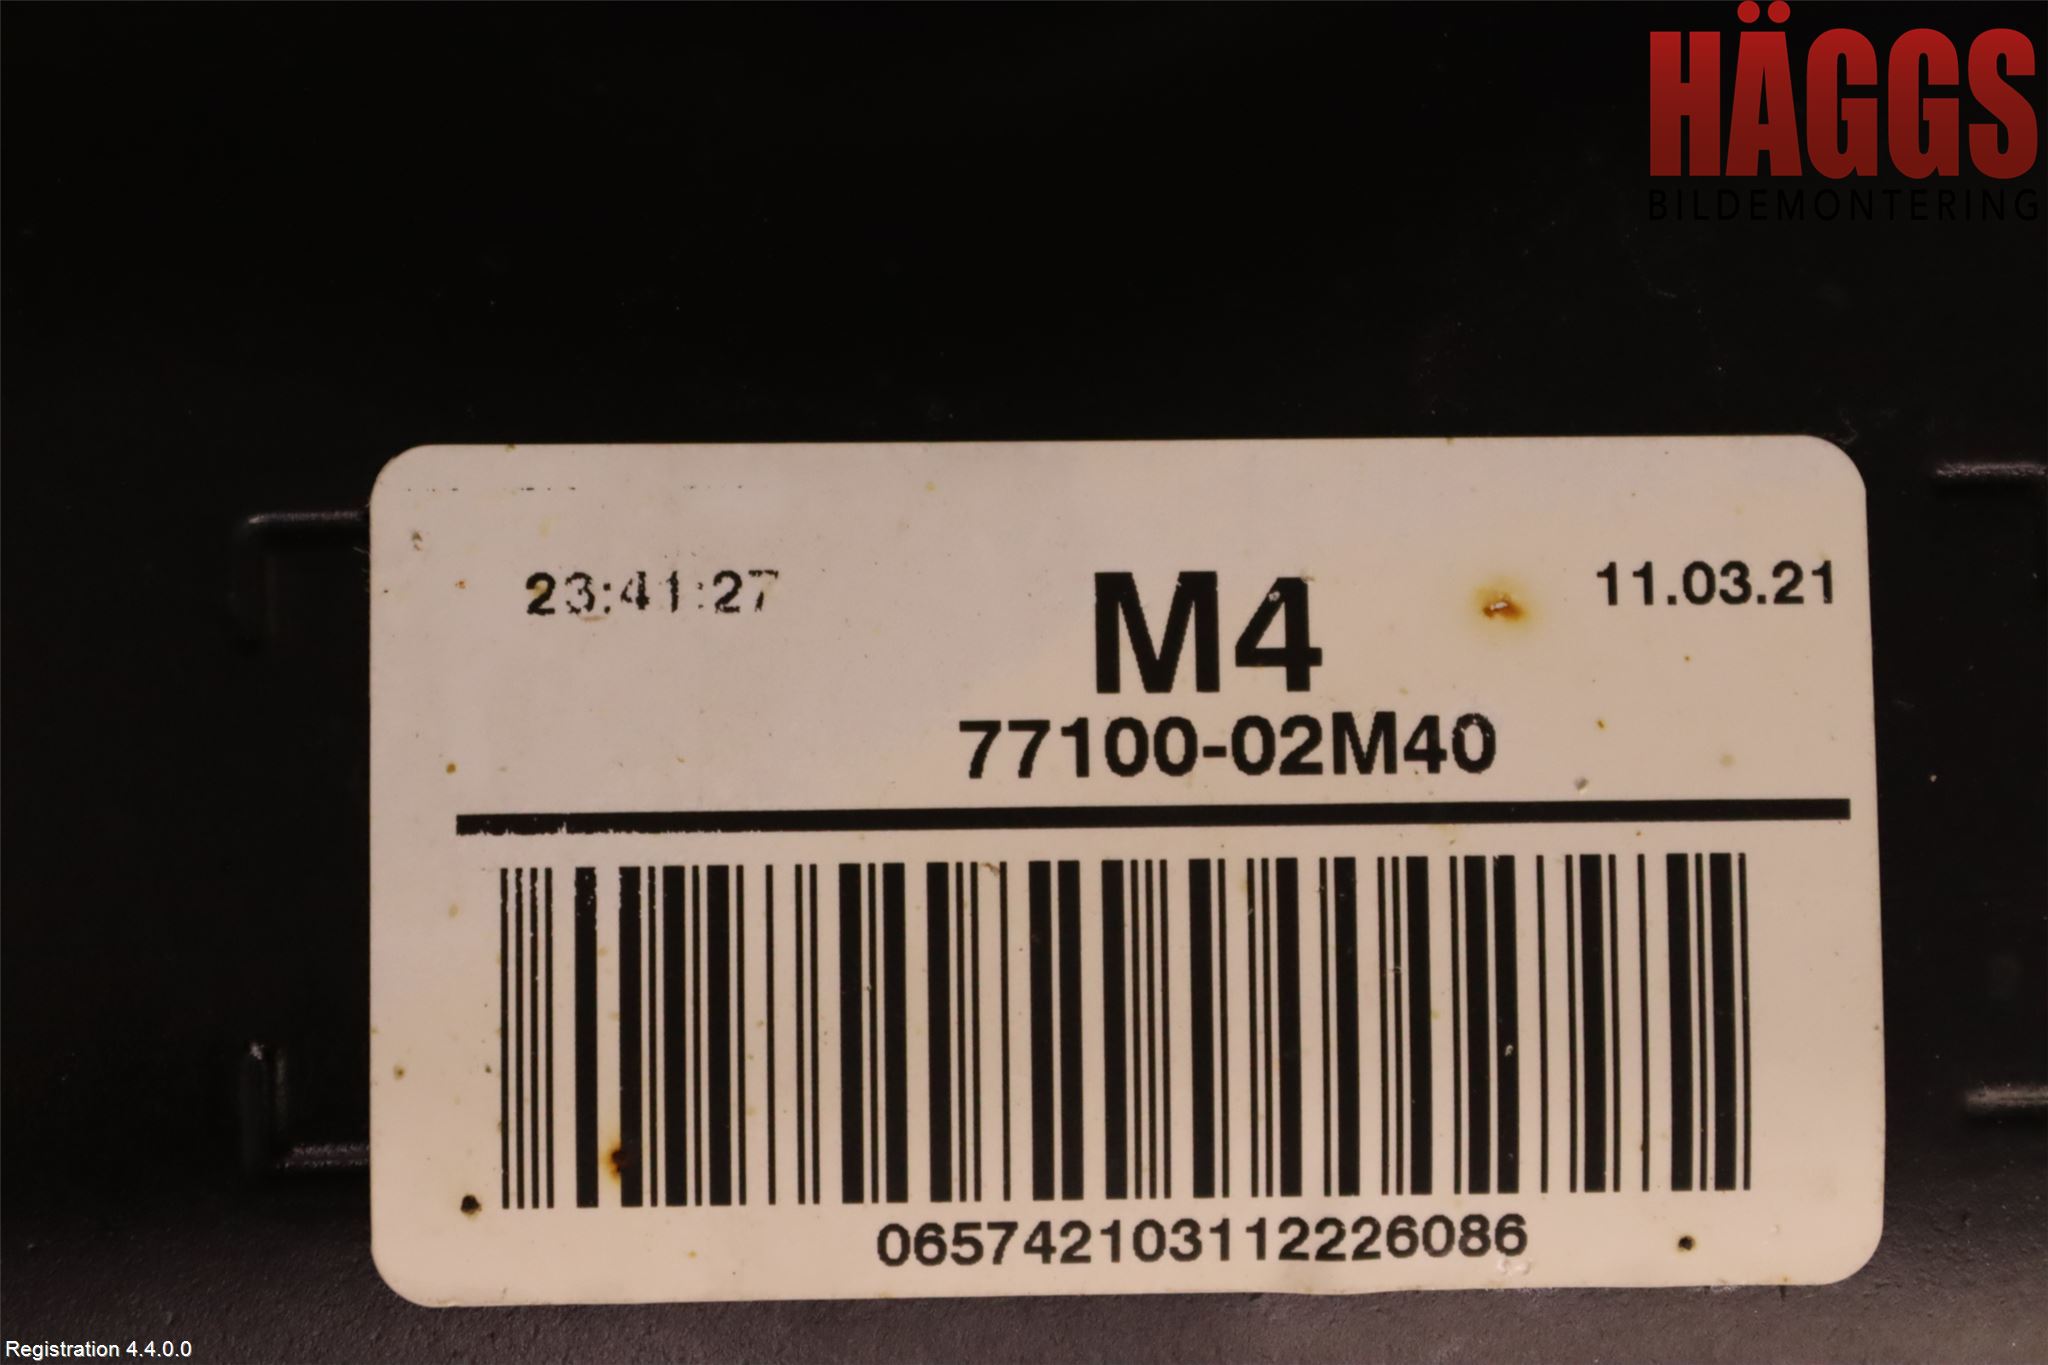 HÄGGS
BILDEMONTERING
23:41:27
M4
11.03.21
77100-02M40
065742103112226086
Registration 4.4.0.0